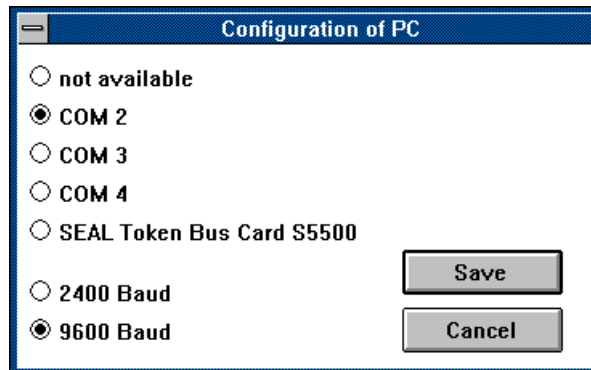 Configuration of PC
not available
COM 2
COM 3
COM 4
SEAL Token Bus Card S5500
Save
2400 Baud
9600 Baud
Cancel